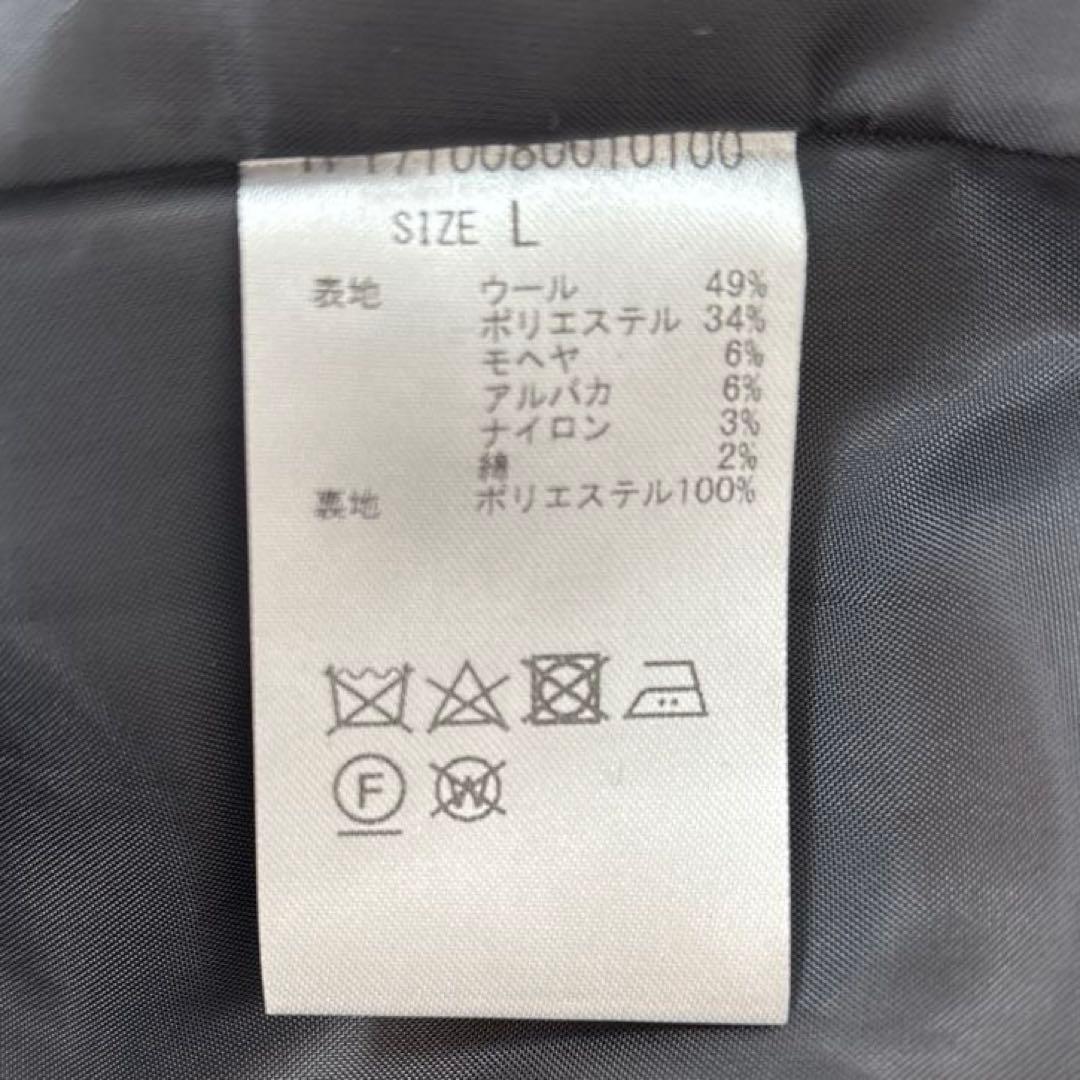 SIZE L
表地 ウール 49%
ポリエステル 34%
モヘヤ 6%
アルパカ 6%
ナイロン 3%
綿 2%
裏地 ポリエステル100%
F
W